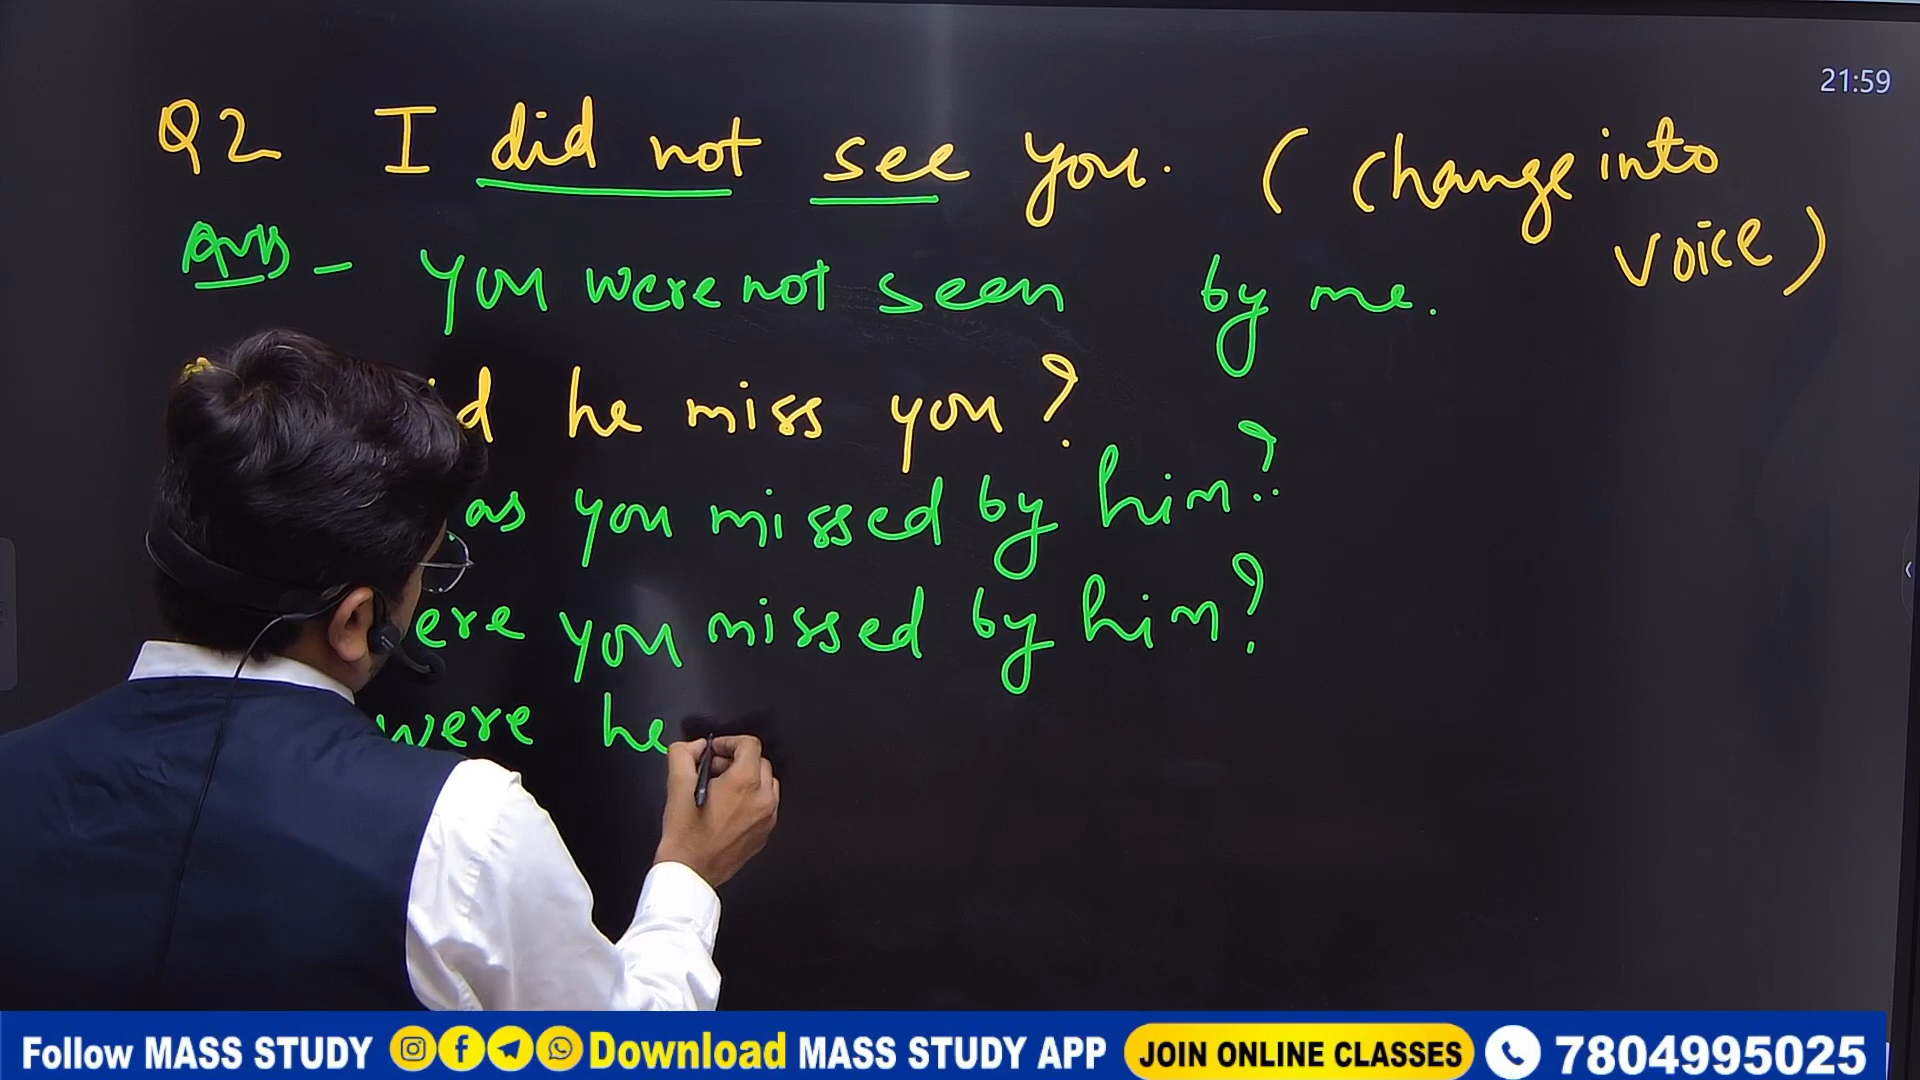 21:59
Q2 I did not see you. (change into voice)
Ans - you were not seen by me.
he miss you?
as you missed by him?
ere you missed by him?
were he
Follow MASS STUDY Download MASS STUDY APP JOIN ONLINE CLASSES 7804995025